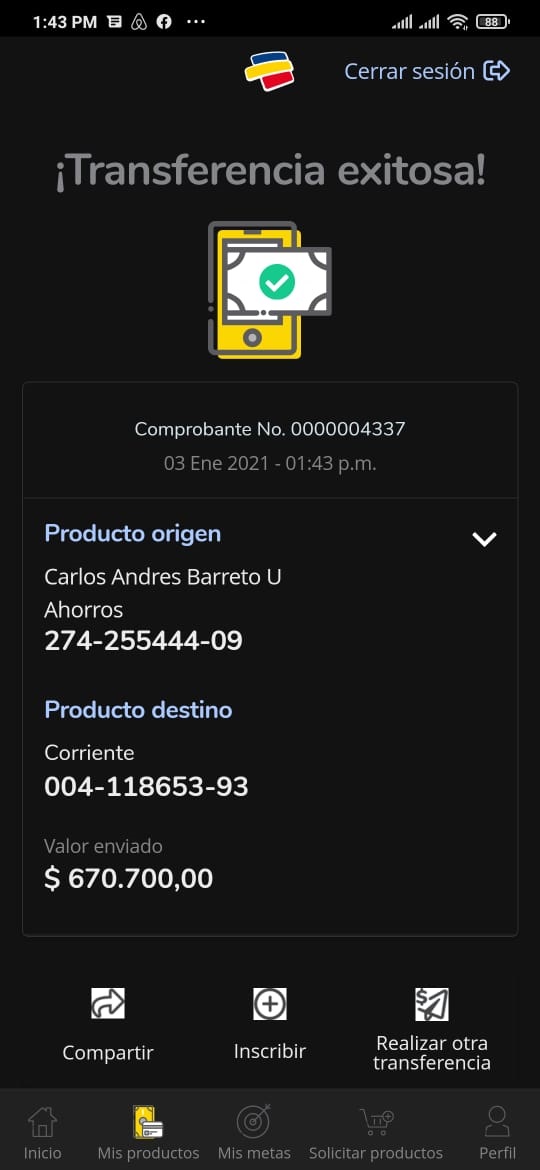 1:43 PM
88
Cerrar sesión
¡Transferencia exitosa!
Comprobante No. 0000004337
03 Ene 2021 - 01:43 p.m.
Producto origen
Carlos Andres Barreto U
Ahorros
274-255444-09
Producto destino
Corriente
004-118653-93
Valor enviado
$ 670.700,00
Compartir
Inscribir
Realizar otra
transferencia
Inicio
Mis productos
Mis metas
Solicitar productos
Perfil